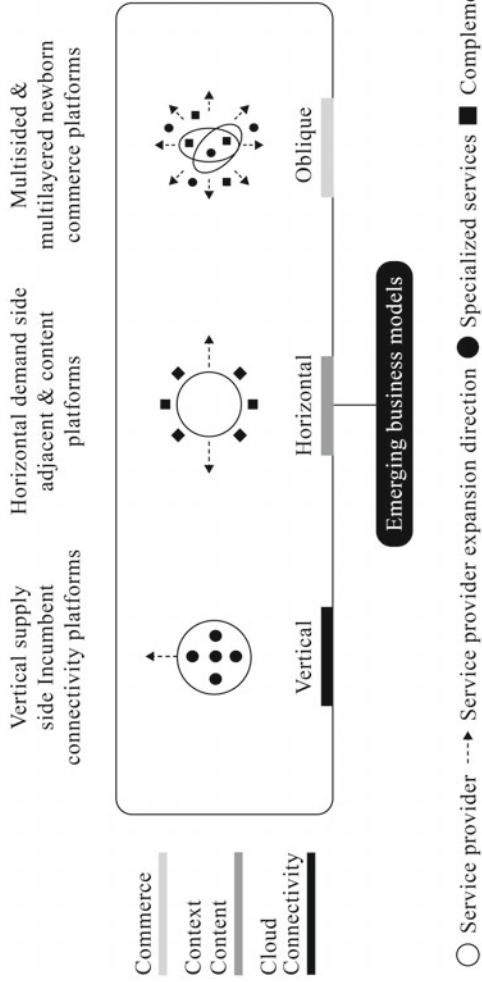 Vertical supply
side Incumbent
connectivity platforms
Horizontal demand side
adjacent & content
platforms
Multisided &
multilayered newborn
commerce platforms
Commerce
Context
Content
Cloud
Connectivity
Vertical
Horizontal
Oblique
Emerging business models
Service provider
Service provider expansion direction
Specialized services